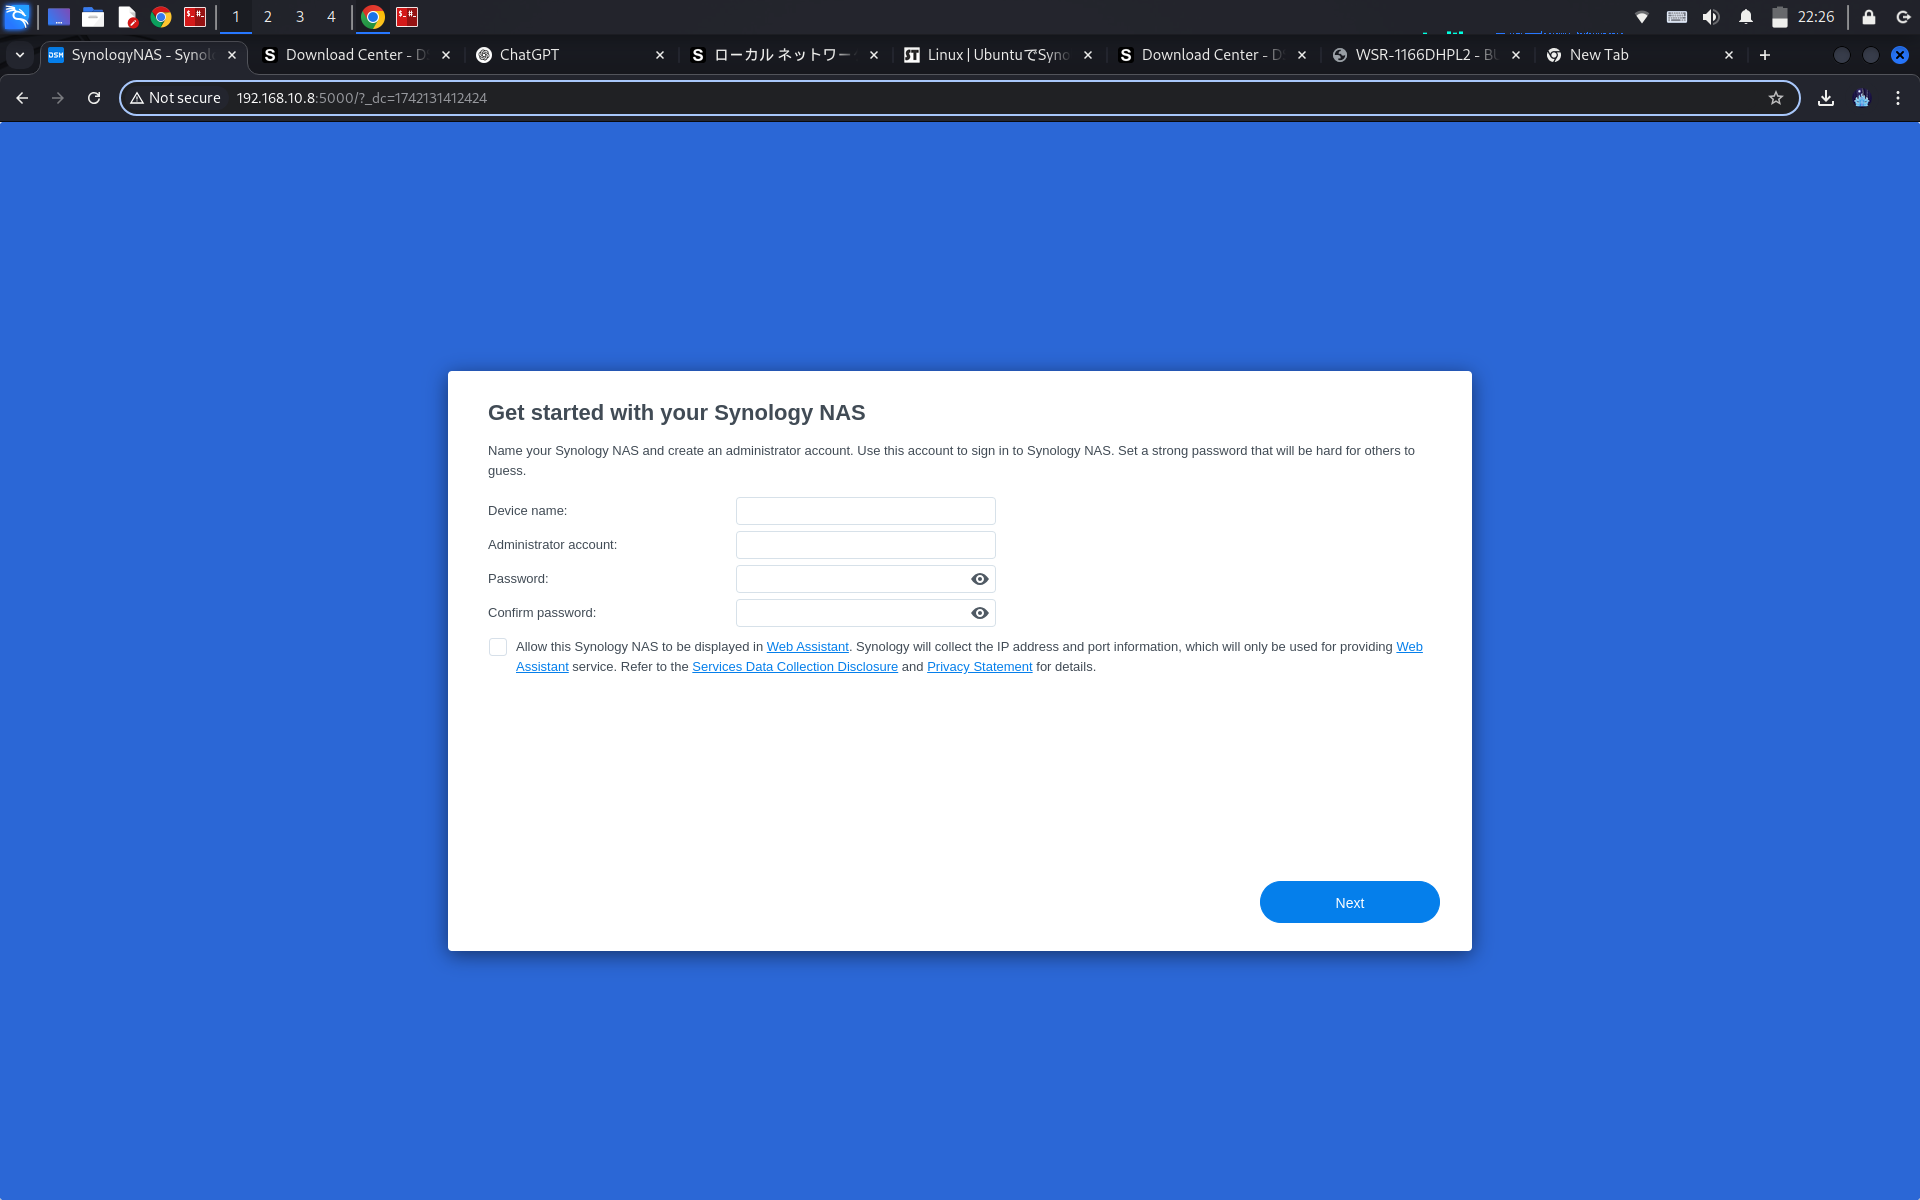 1 2 3 4 22:26
SynologyNAS - Synol Download Center - D ChatGPT ローカル ネットワー Linux | UbuntuでSyno Download Center - D WSR-1166DHPL2 - BU New Tab
Not secure 192.168.10.8:5000/?_dc=1742131412424
Get started with your Synology NAS
Name your Synology NAS and create an administrator account. Use this account to sign in to Synology NAS. Set a strong password that will be hard for others to
guess.
Device name:
Administrator account:
Password:
Confirm password:
Allow this Synology NAS to be displayed in Web Assistant. Synology will collect the IP address and port information, which will only be used for providing Web
Assistant service. Refer to the Services Data Collection Disclosure and Privacy Statement for details.
Next